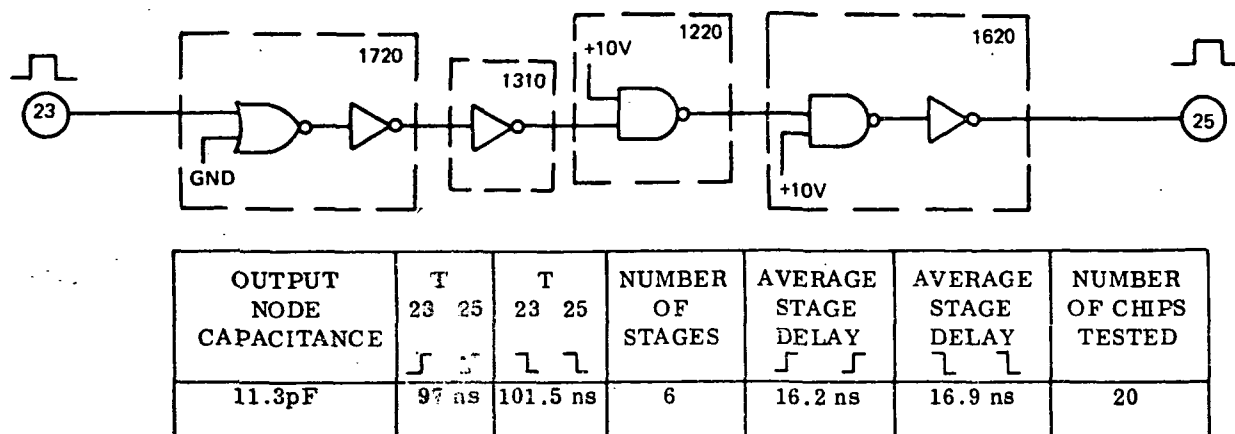 1720
1310
1220
1620
+10V
23
GND
+10V
25
OUTPUT NODE CAPACITANCE
T 23 25
T 23 25
NUMBER OF STAGES
AVERAGE STAGE DELAY
AVERAGE STAGE DELAY
NUMBER OF CHIPS TESTED
11.3pF
97 ns
101.5 ns
6
16.2 ns
16.9 ns
20